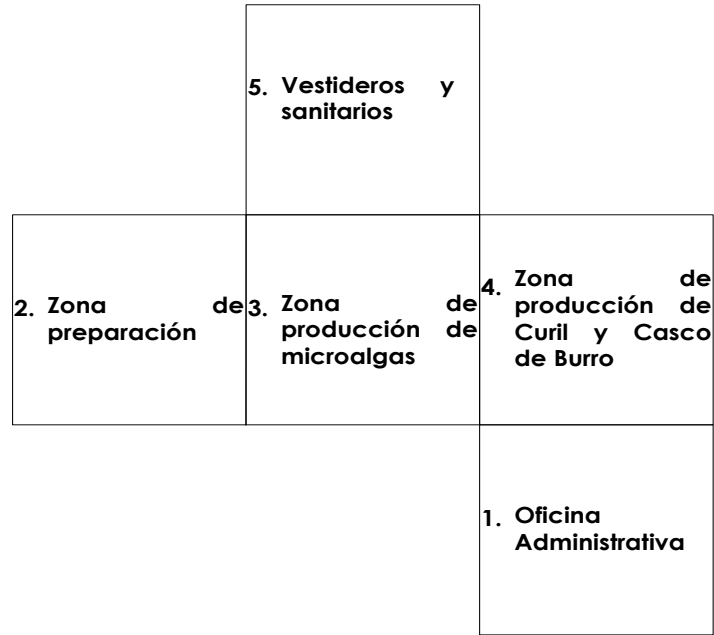 5. Vestideros y
sanitarios
2. Zona de
preparación
3. Zona de
producción de
microalgas
4. Zona de
producción de
Curil y Casco
de Burro
1. Oficina
Administrativa